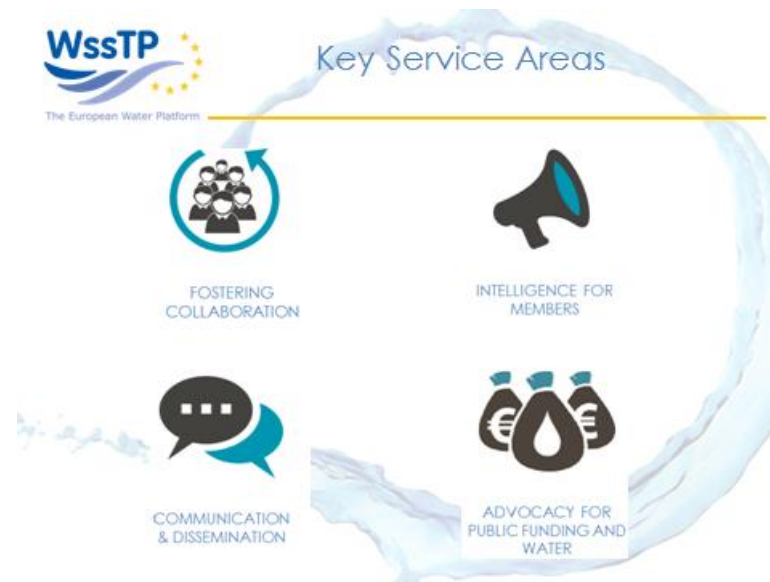 WssTP
The European Water Platform
Key Service Areas
FOSTERING
COLLABORATION
INTELLIGENCE FOR
MEMBERS
€ €
COMMUNICATION
& DISSEMINATION
ADVOCACY FOR
PUBLIC FUNDING AND
WATER